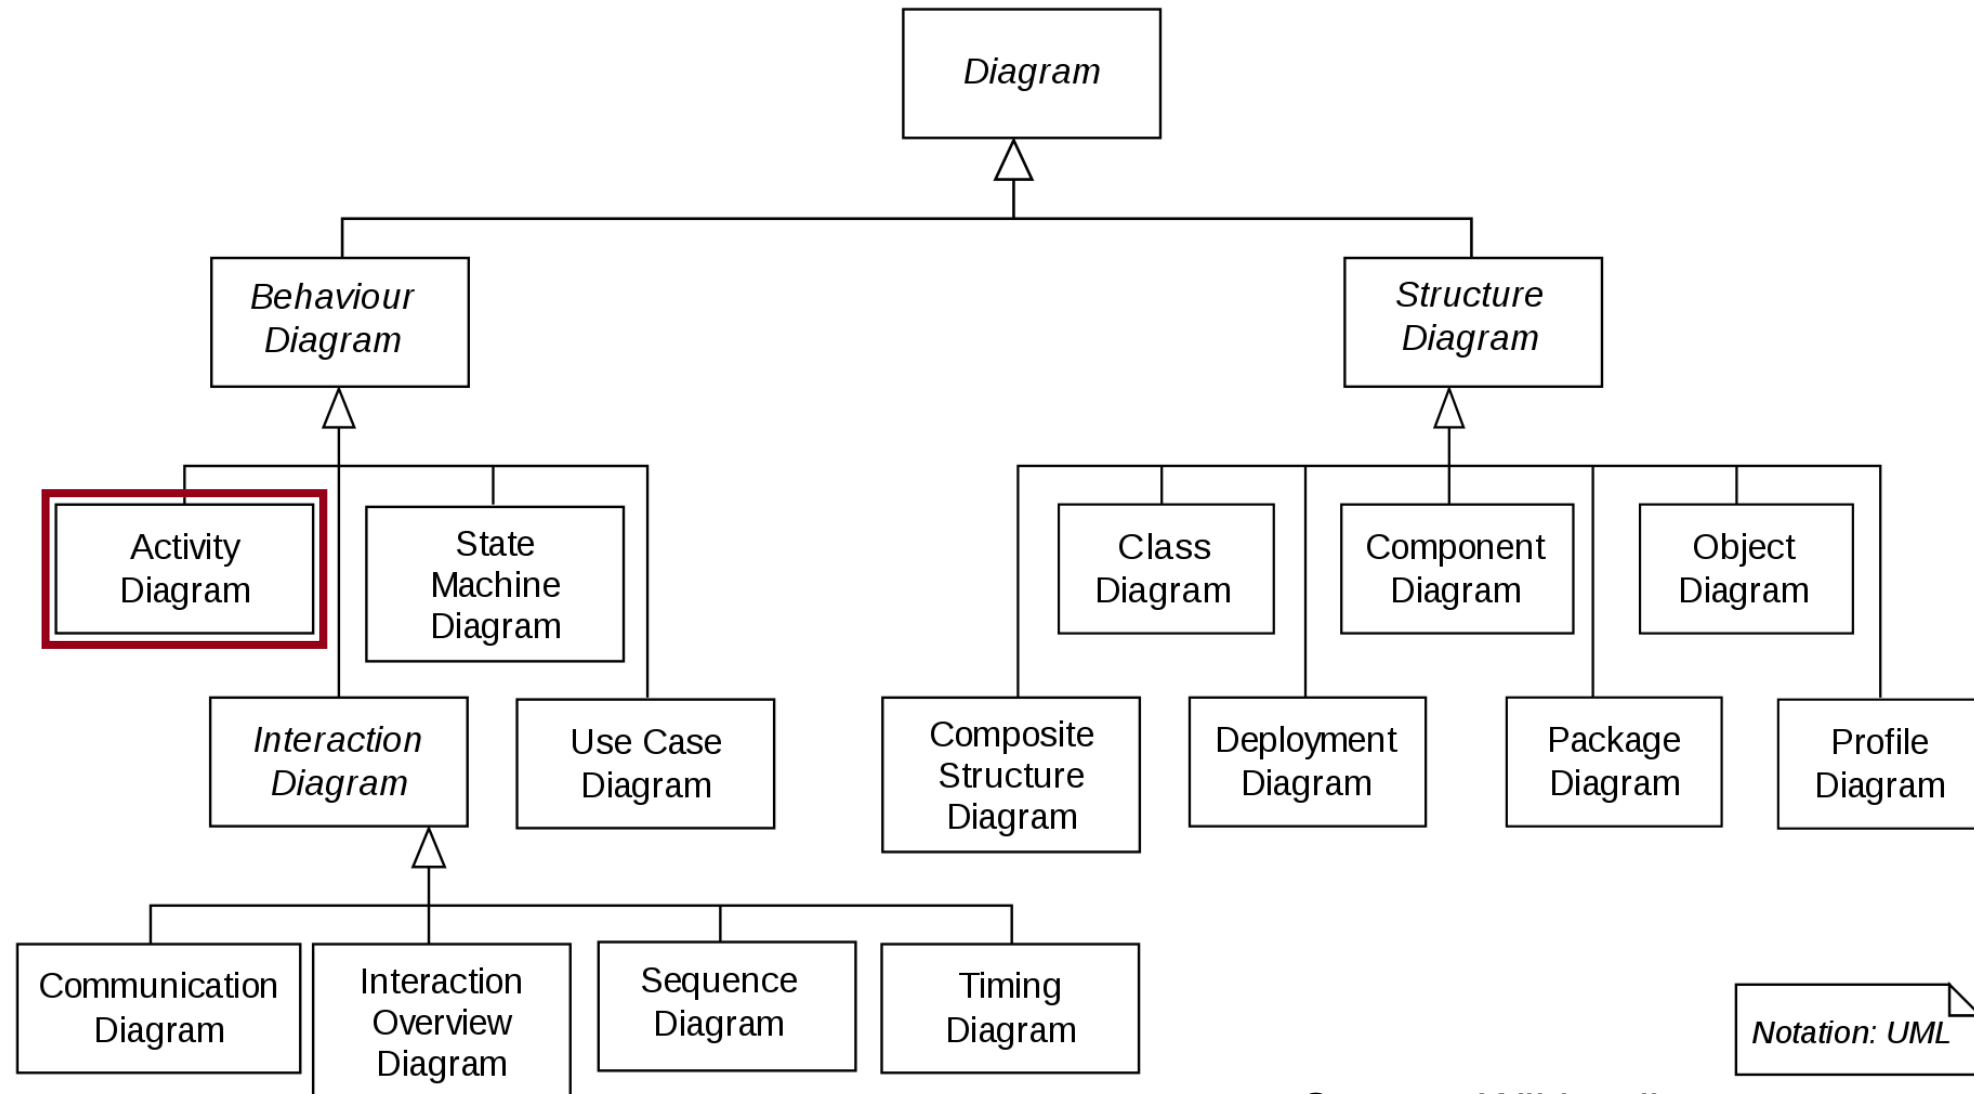 Diagram
Behaviour
Diagram
Structure
Diagram
Activity
Diagram
State
Machine
Diagram
Class
Diagram
Component
Diagram
Object
Diagram
Interaction
Diagram
Use Case
Diagram
Composite
Structure
Diagram
Deployment
Diagram
Package
Diagram
Profile
Diagram
Communication
Diagram
Interaction
Overview
Diagram
Sequence
Diagram
Timing
Diagram
Notation: UML